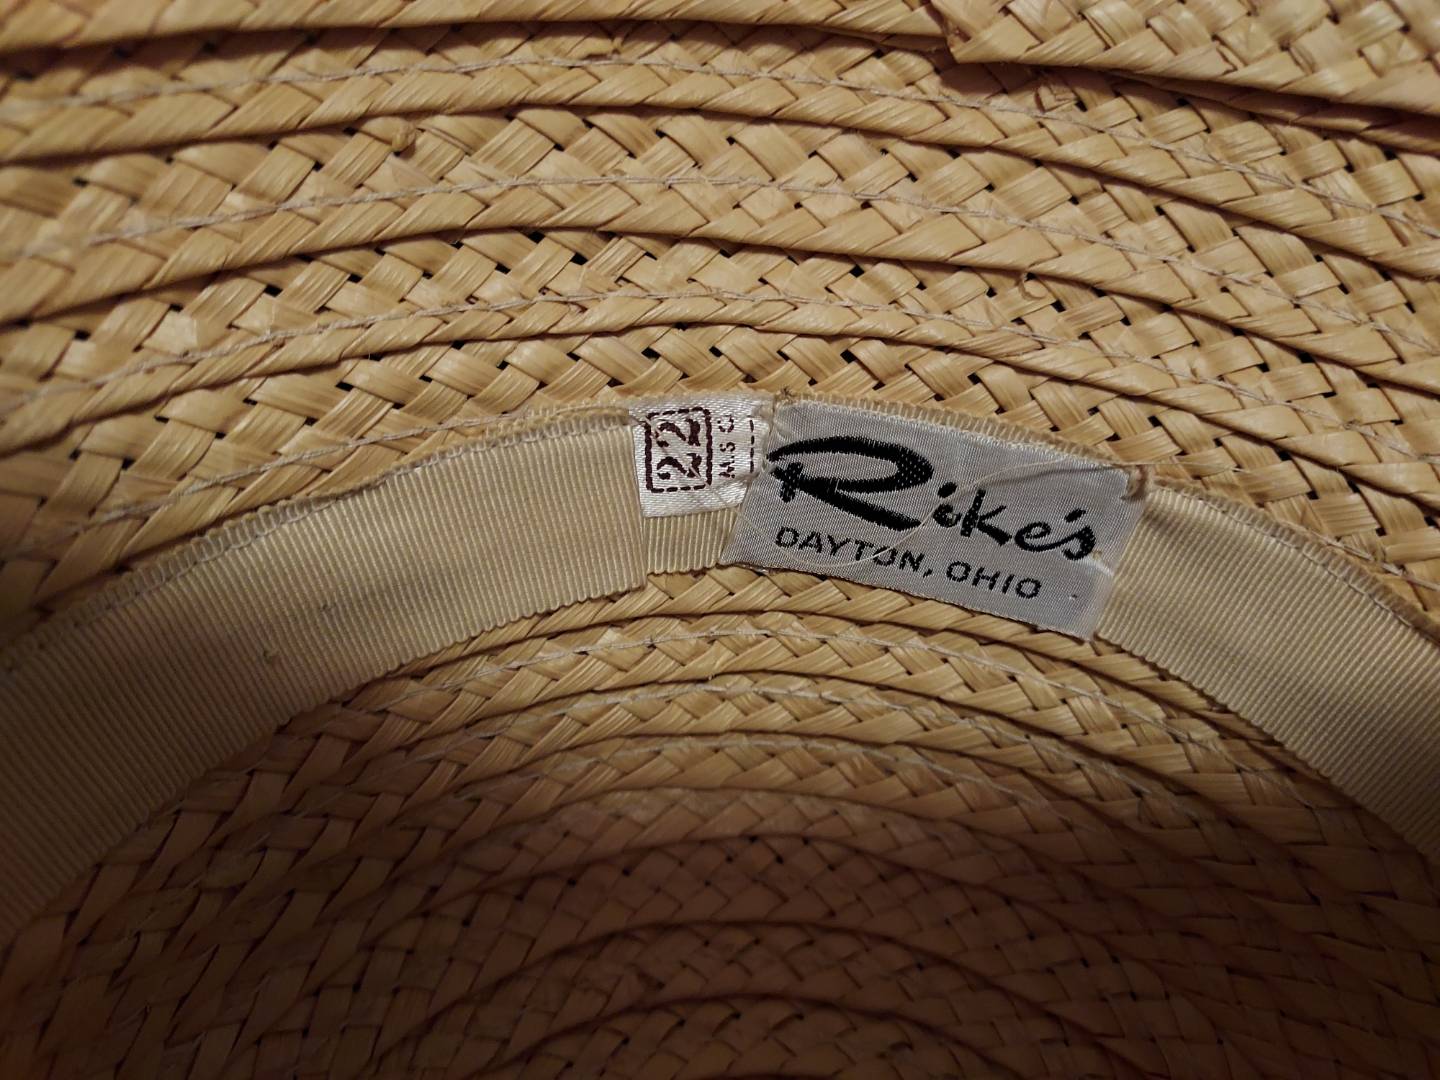 22
M.S C
Rike's
DAYTON, OHIO